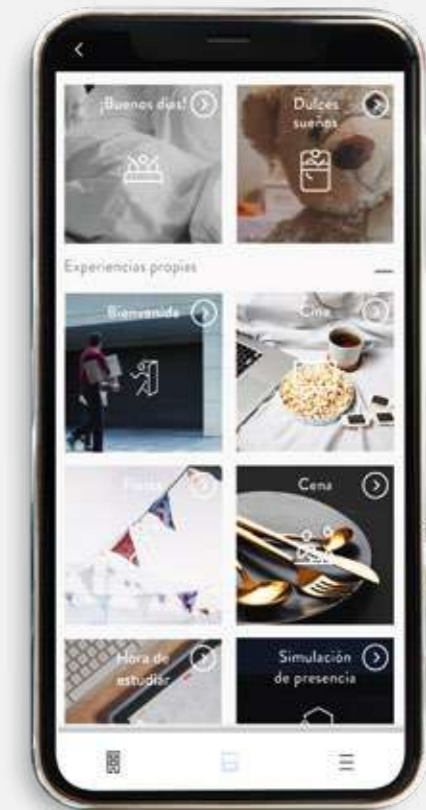 ¡Buenos días!
Dulces
sueños
Experiencias propias
Bienvenida
Cine
Fiesta
Cena
Hora de
estudiar
Simulación
de presencia